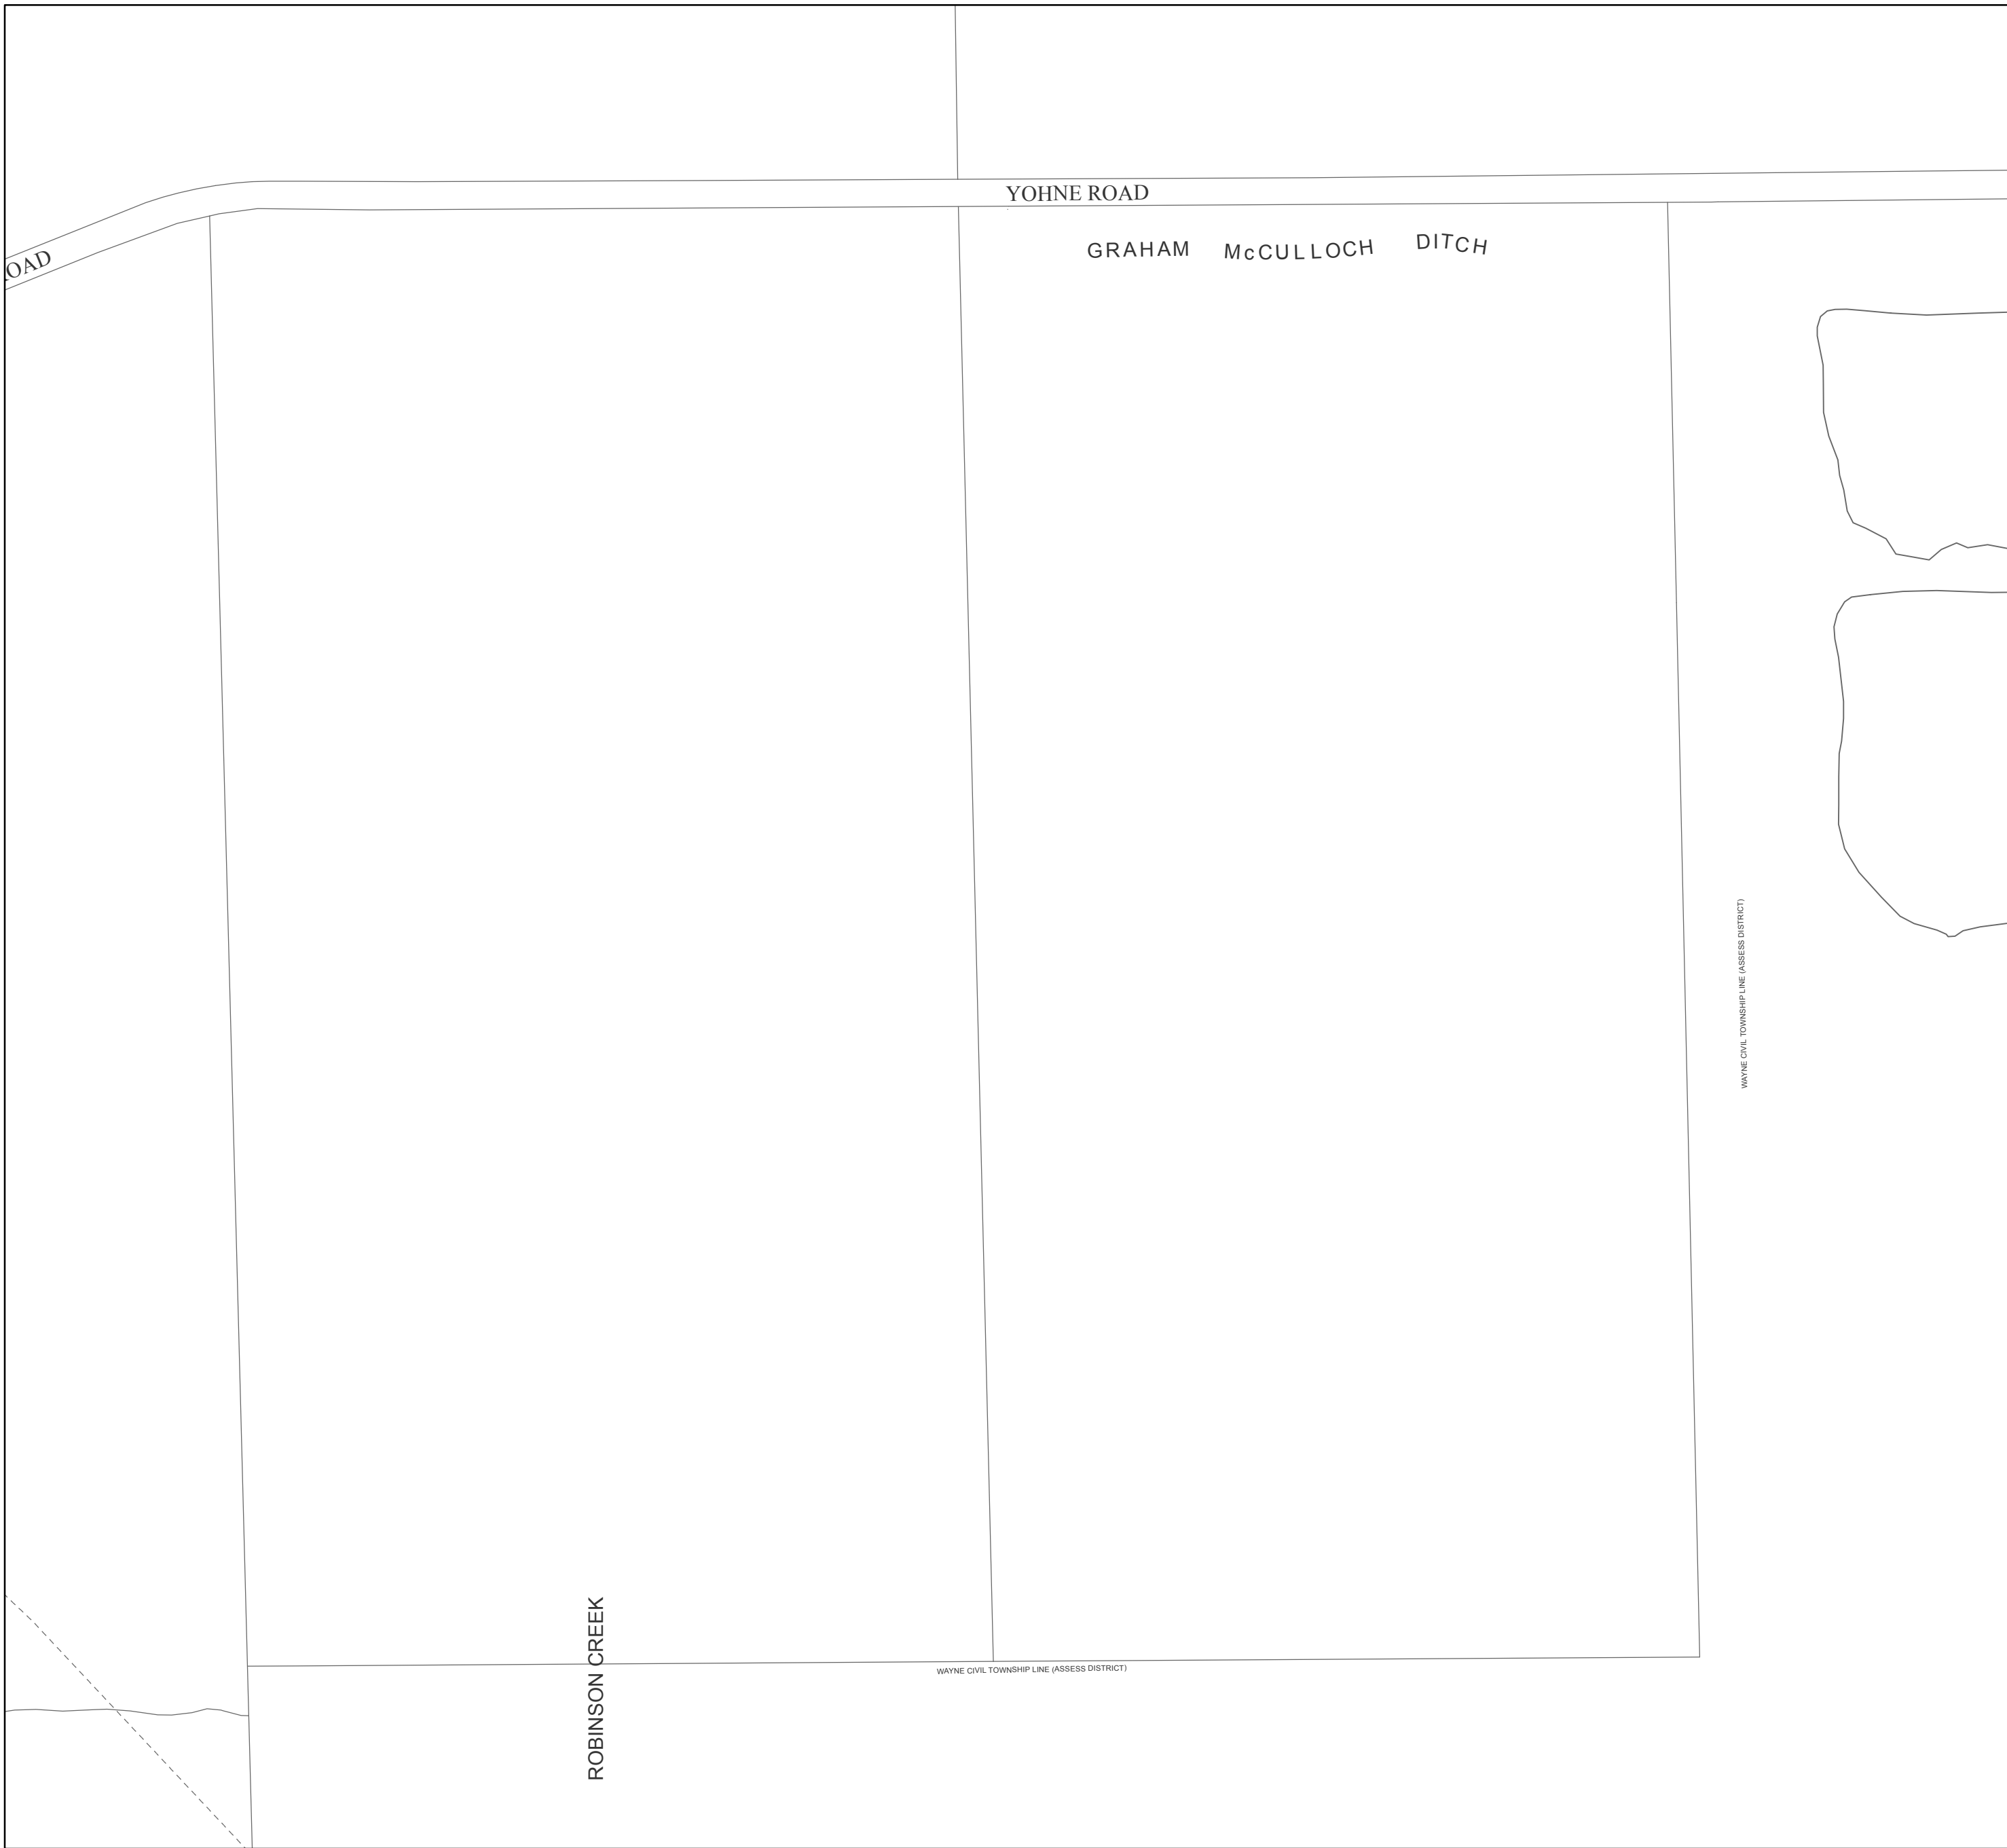 YOHNE ROAD
GRAHAM McCULLOCH DITCH
OAD
WAYNE CIVIL TOWNSHIP LINE (ASSESS DISTRICT)
ROBINSON CREEK
WAYNE CIVIL TOWNSHIP LINE (ASSESS DISTRICT)